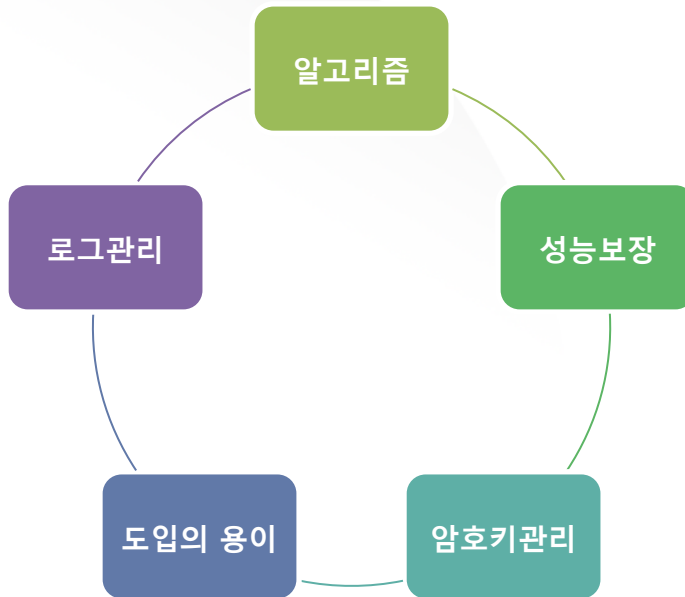 알고리즘
성능보장
암호키관리
도입의 용이
로그관리